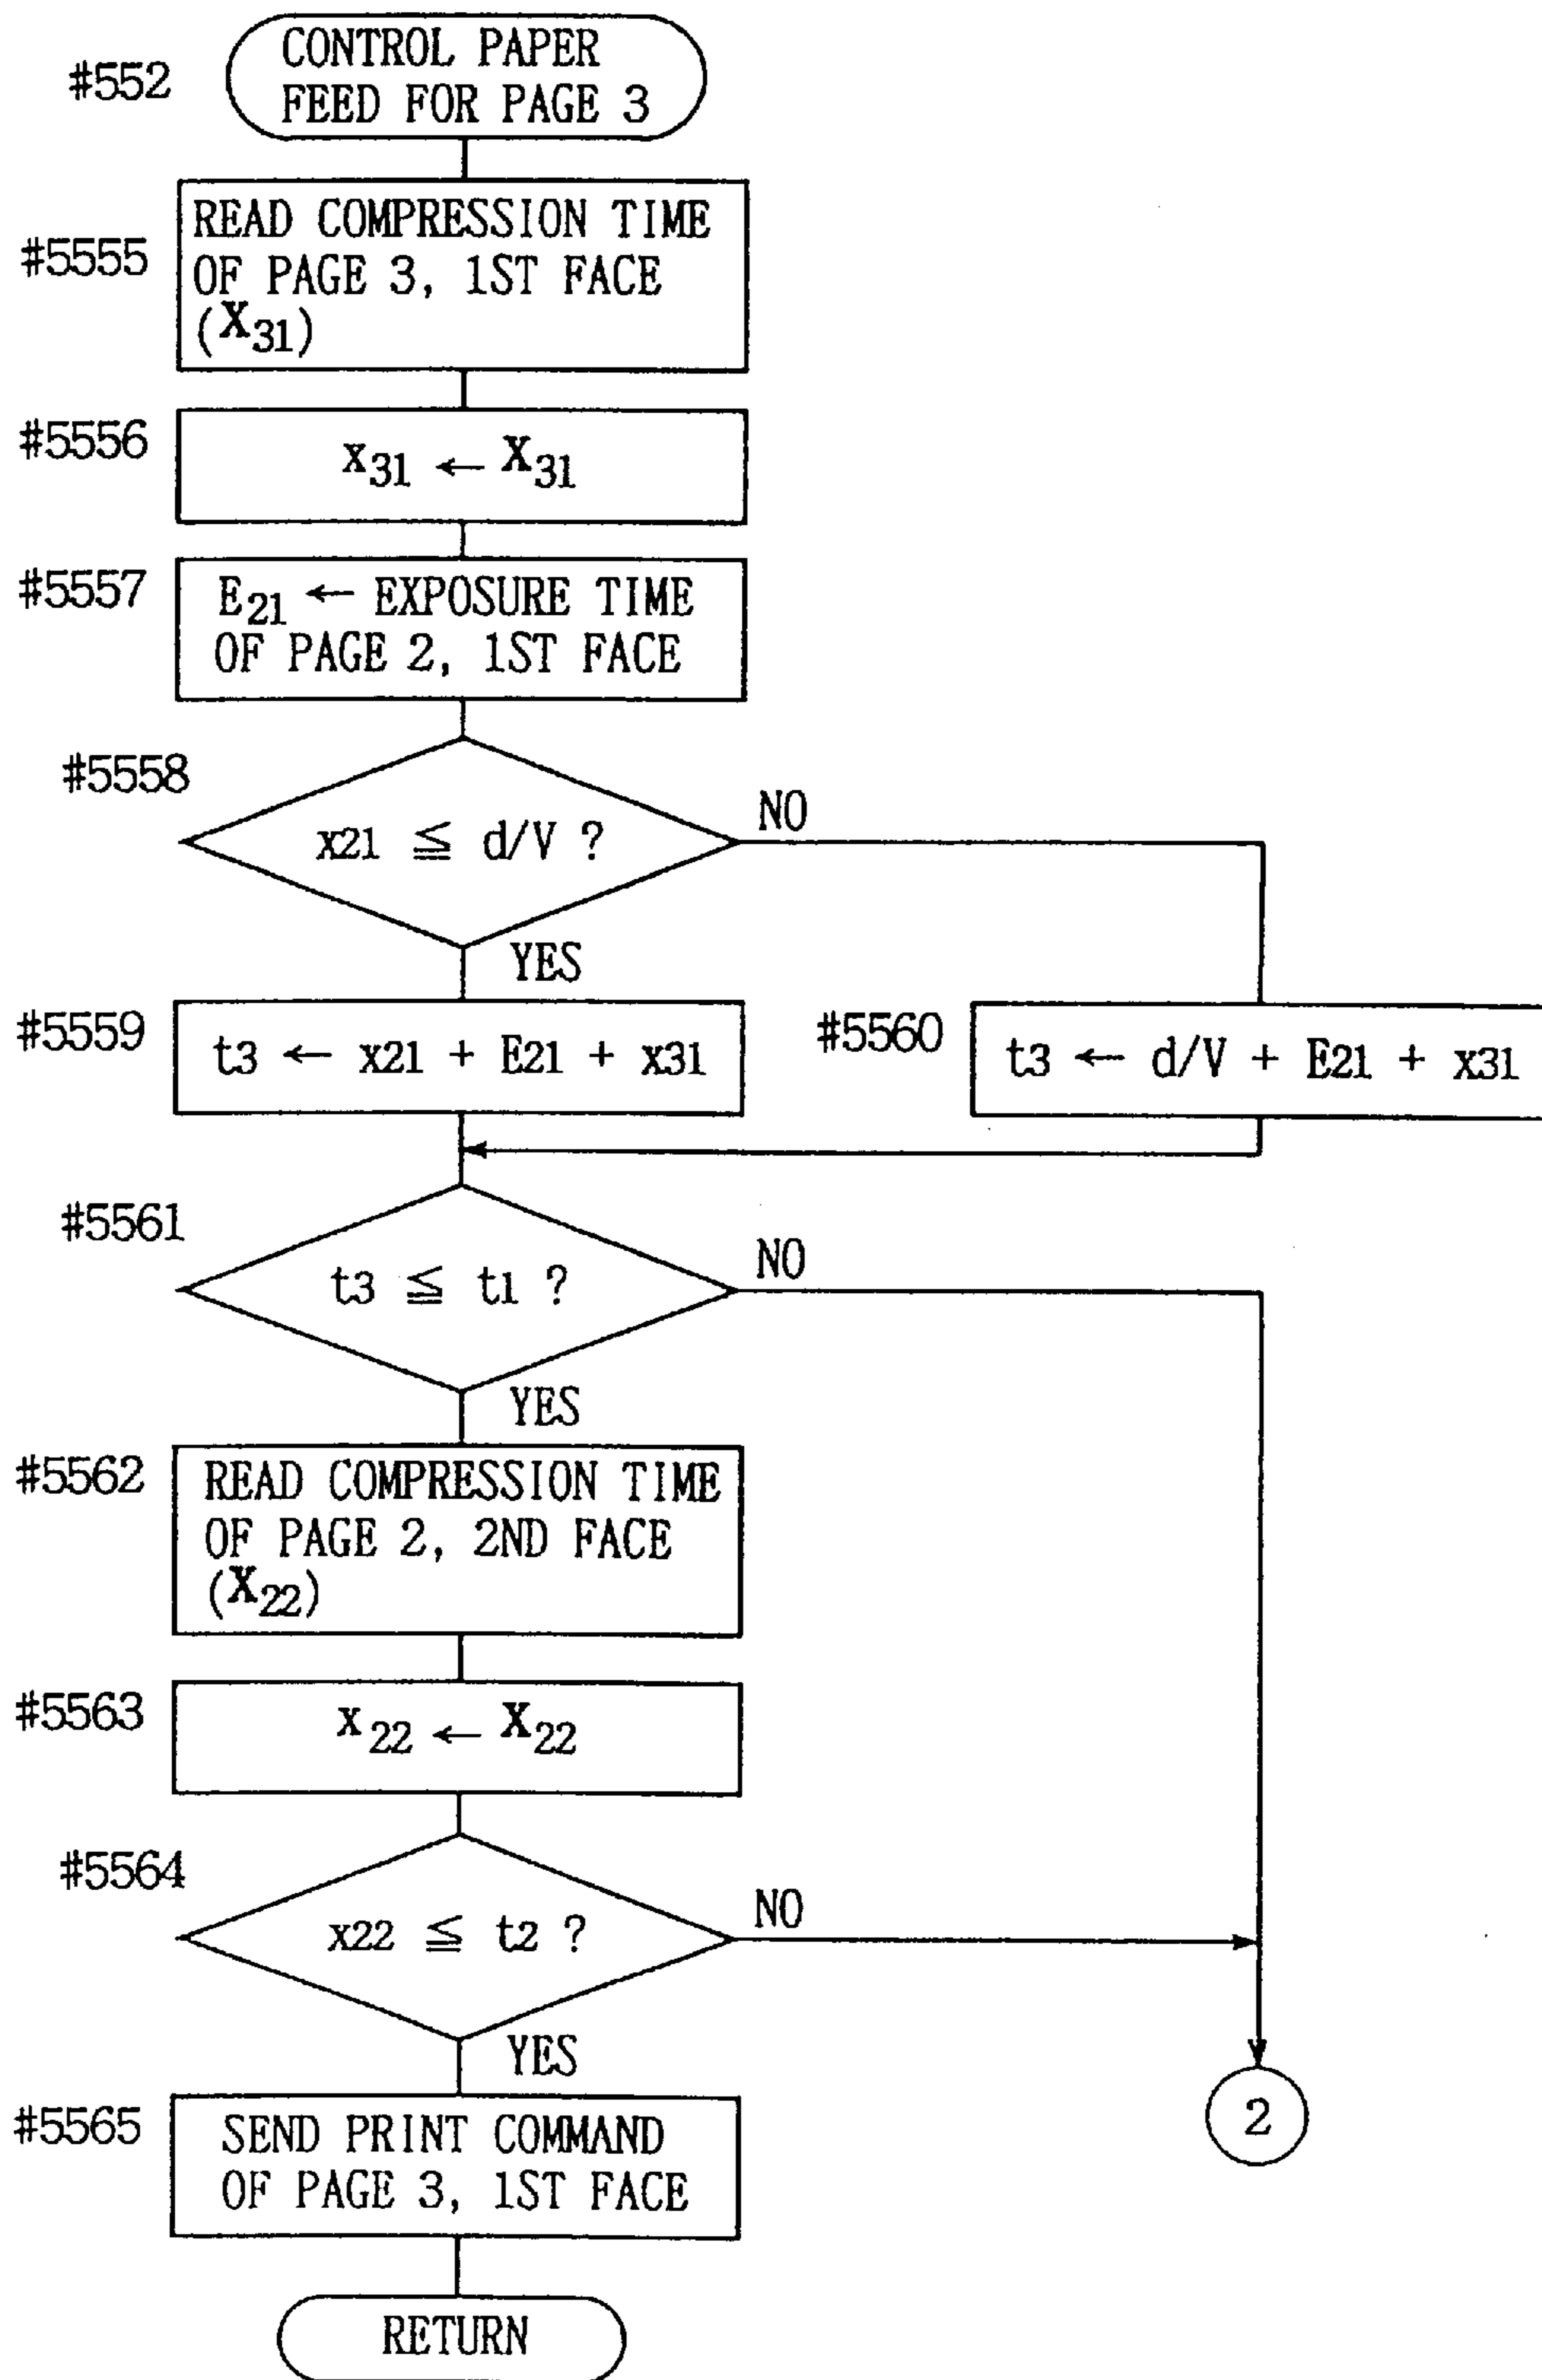 #552
CONTROL PAPER
FEED FOR PAGE 3
#5555
READ COMPRESSION TIME
OF PAGE 3, 1ST FACE
(X31)
#5556
x31 ← X31
#5557
E21 ← EXPOSURE TIME
OF PAGE 2, 1ST FACE
#5558
x21 ≦ d/V ?
NO
YES
#5559
t3 ← x21 + E21 + x31
#5560
t3 ← d/V + E21 + x31
#5561
t3 ≦ t1 ?
NO
YES
#5562
READ COMPRESSION TIME
OF PAGE 2, 2ND FACE
(X22)
#5563
x22 ← X22
#5564
x22 ≦ t2 ?
NO
YES
#5565
SEND PRINT COMMAND
OF PAGE 3, 1ST FACE
2
RETURN